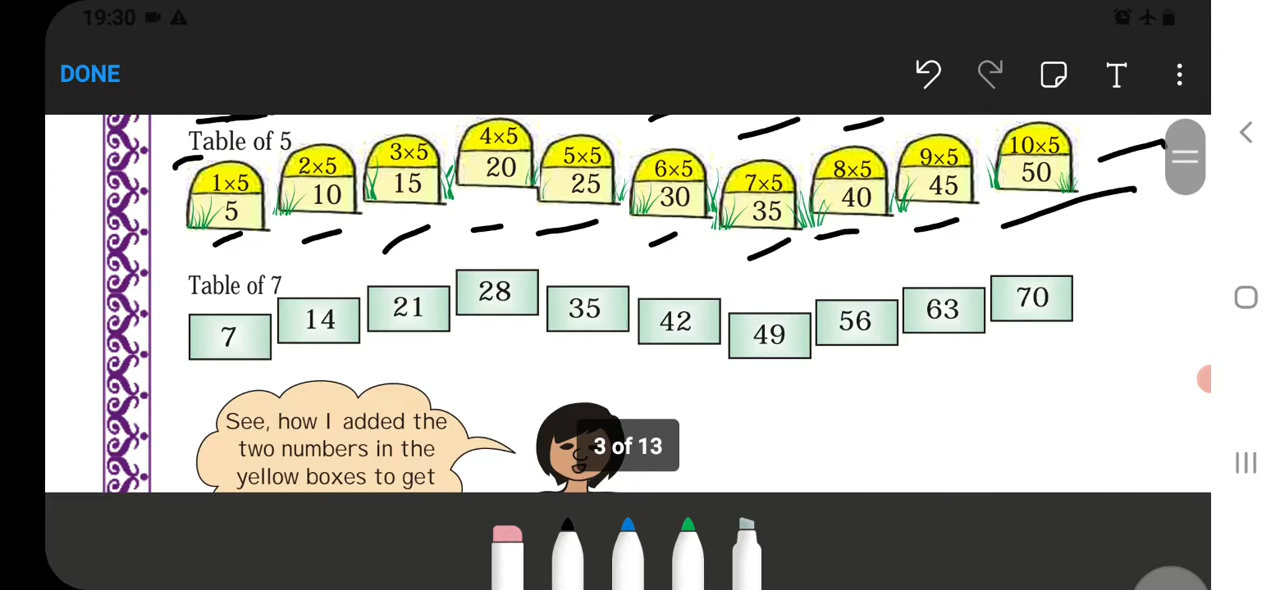 19:30
DONE
T
Table of 5
1×5 2×5 3×5 4×5 5×5 6×5 7×5 8×5 9×5 10×5
5 10 15 20 25 30 35 40 45 50
Table of 7
7 14 21 28 35 42 49 56 63 70
See, how I added the
two numbers in the
yellow boxes to get
3 of 13